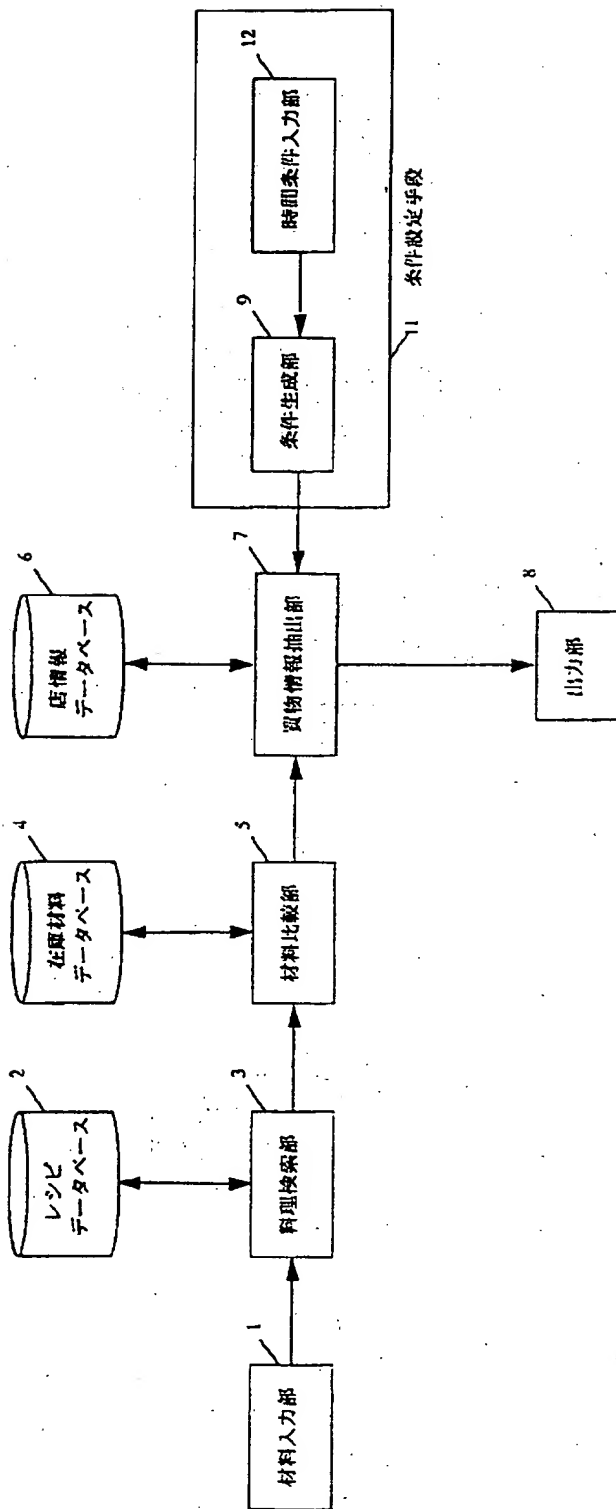 1
材料入力部
2
レシピ
データベース
3
料理検索部
4
在庫材料
データベース
5
材料比較部
6
店情報
データベース
7
買物情報抽出部
8
出力部
9
条件生成部
12
時間条件入力部
11
条件設定手段